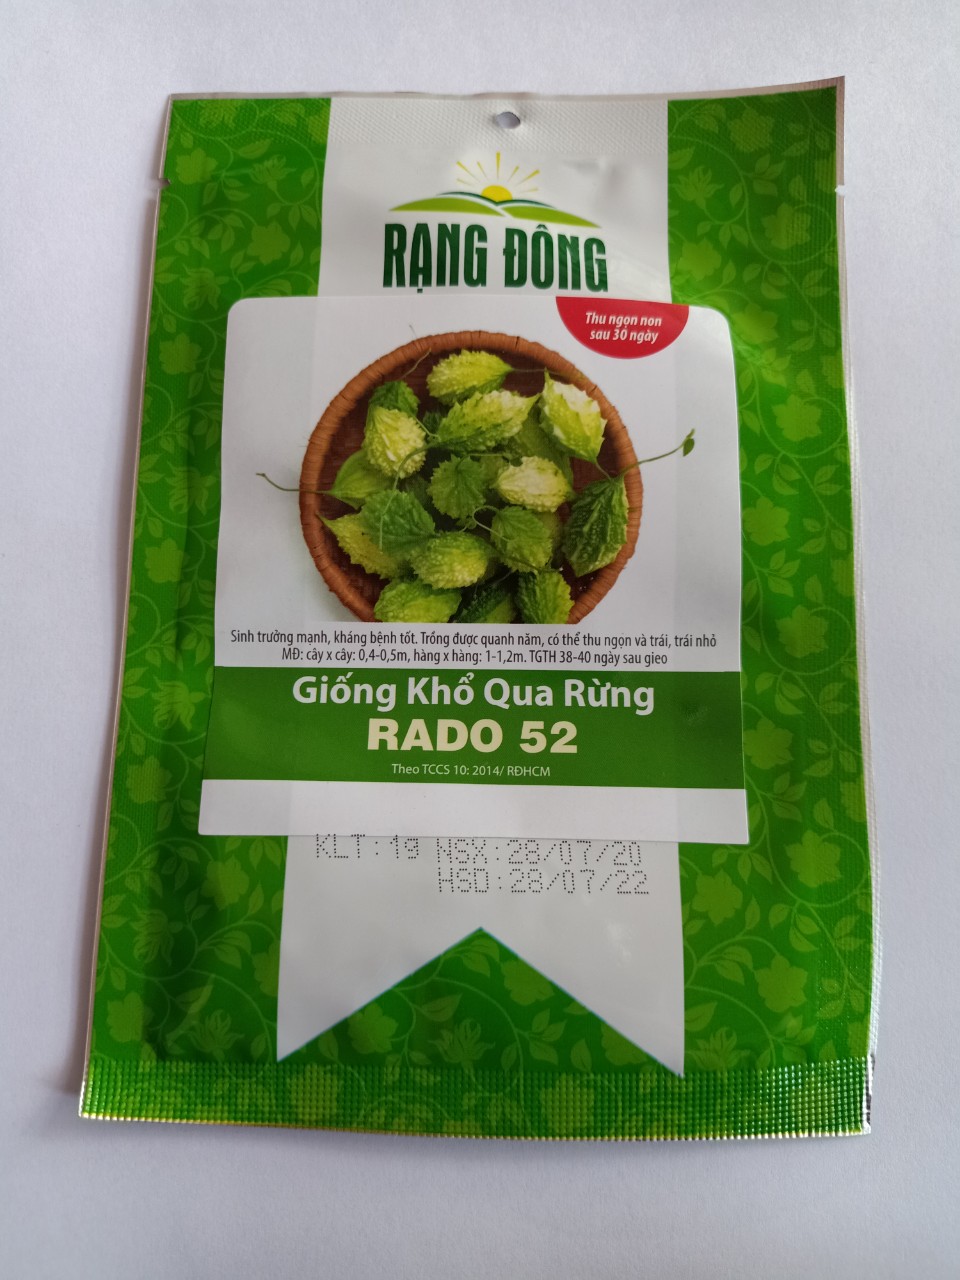 RẠNG ĐÔNG
Thu ngọn non
sau 30 ngày
Sinh trưởng manh, kháng bệnh tốt. Trồng được quanh năm, có thể thu ngọn và trái, trái nhỏ
MĐ: cây x cây: 0,4-0,5m, hàng x hàng: 1-1,2m. TGTH 38-40 ngày sau gieo
Giống Khổ Qua Rừng
RADO 52
Theo TCCS 10: 2014/ RĐHCM
KLT:1g NSX:28/07/20
HSD:28/07/22